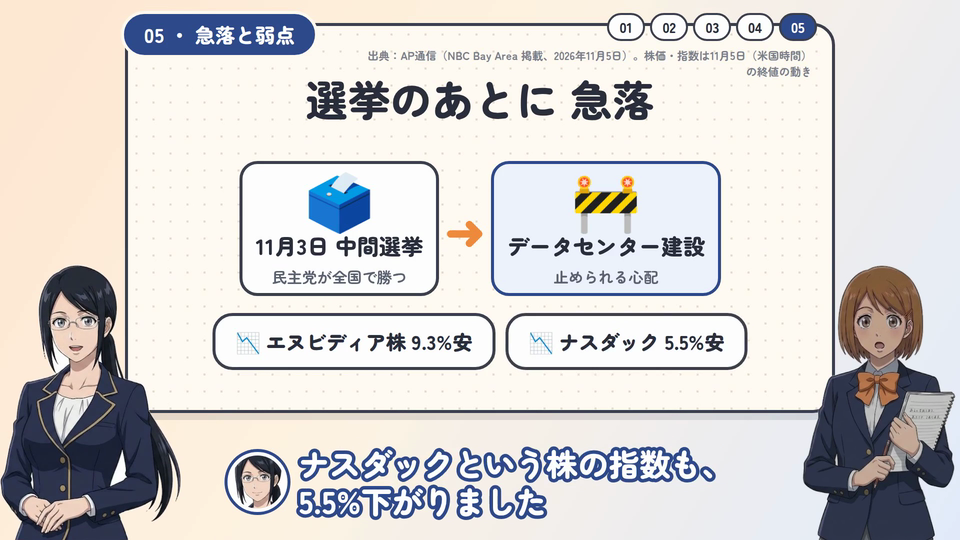 05 ・ 急落と弱点
01 02 03 04 05
出典：AP通信（NBC Bay Area 掲載、2026年11月5日）。株価・指数は11月5日（米国時間）
の終値の動き
選挙のあとに 急落
11月3日 中間選挙
民主党が全国で勝つ
データセンター建設
止められる心配
エヌビディア株 9.3%安
ナスダック 5.5%安
ナスダックという株の指数も、
5.5%下がりました